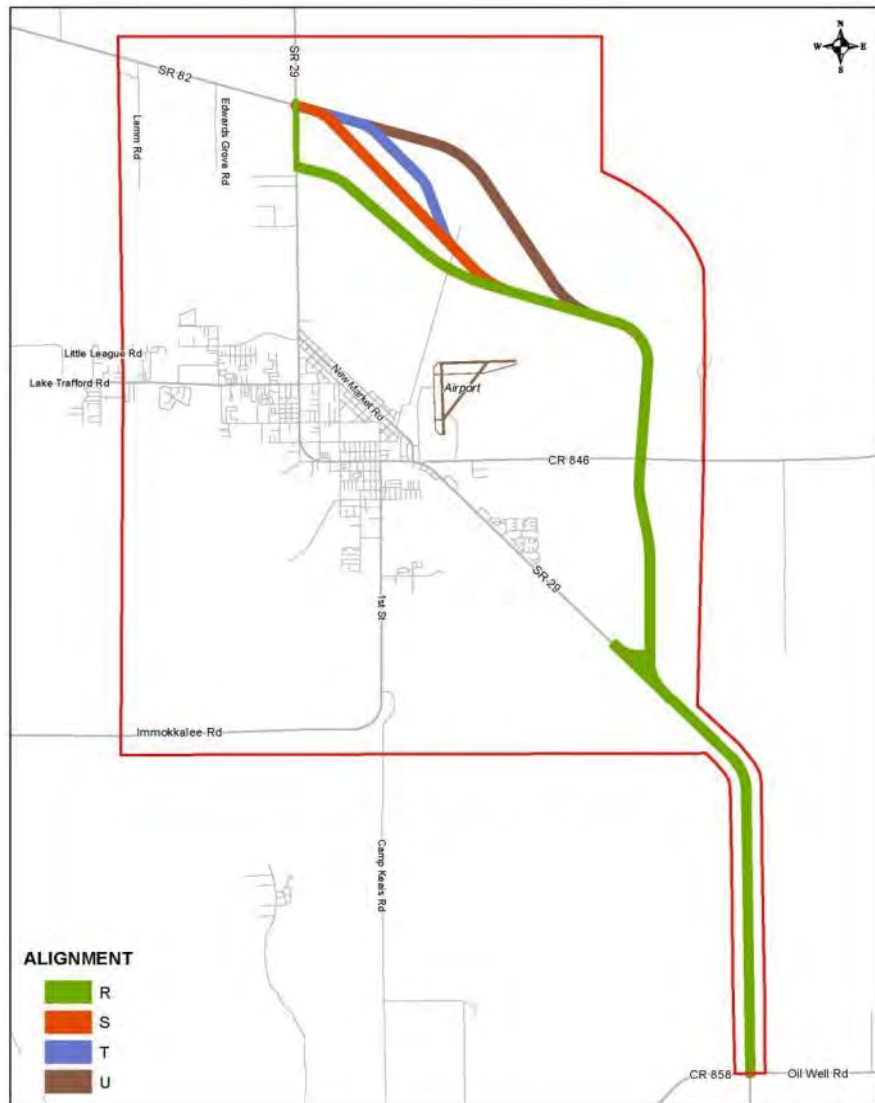 N
W E
S
SR 29
SR 82
Lamm Rd
Edwards Grove Rd
Little League Rd
Lake Trafford Rd
New Market Rd
Airport
CR 846
SR-29
1st St
Immokkalee Rd
Camp Keais Rd
ALIGNMENT
R
S
T
U
CR 858
Oil Well Rd